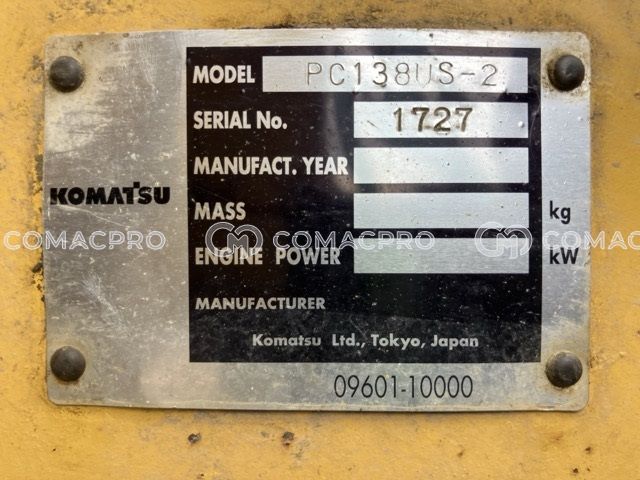 MODEL PC138US-2
SERIAL No. 1727
MANUFACT. YEAR
KOMATSU
MASS kg
COMACPRO COMACPRO COMACPRO
ENGINE POWER kW
MANUFACTURER
Komatsu Ltd., Tokyo, Japan
09601-10000